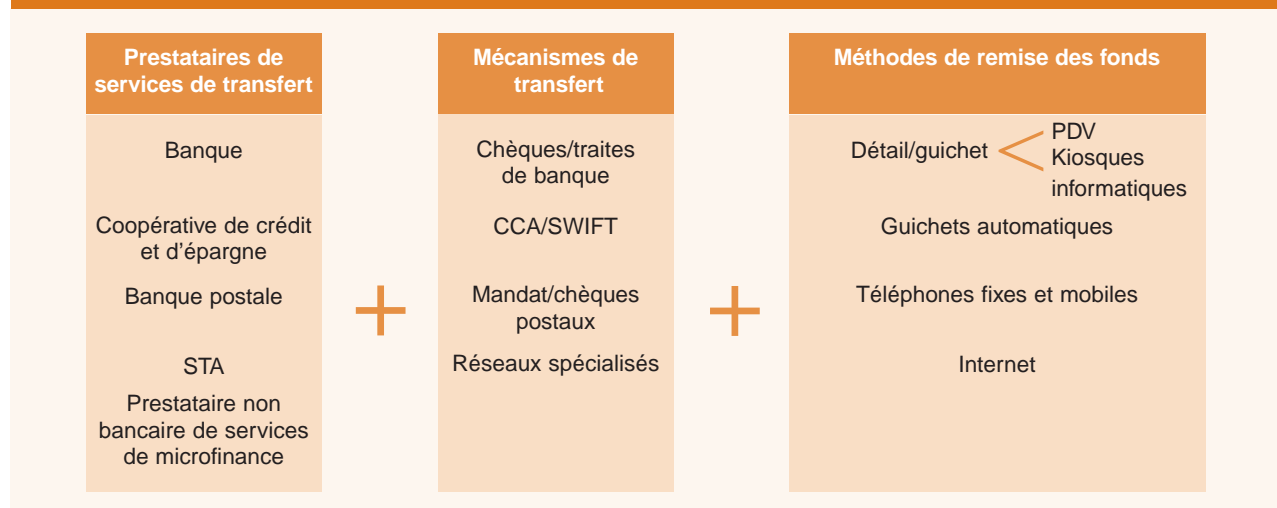 Prestataires de
services de transfert
Banque
Coopérative de crédit
et d'épargne
Banque postale
STA
Prestataire non
bancaire de services
de microfinance
+
Mécanismes de
transfert
Chèques/traites
de banque
CCA/SWIFT
Mandat/chèques
postaux
Réseaux spécialisés
+
Méthodes de remise des fonds
Détail/guichet
PDV
Kiosques
informatiques
Guichets automatiques
Téléphones fixes et mobiles
Internet